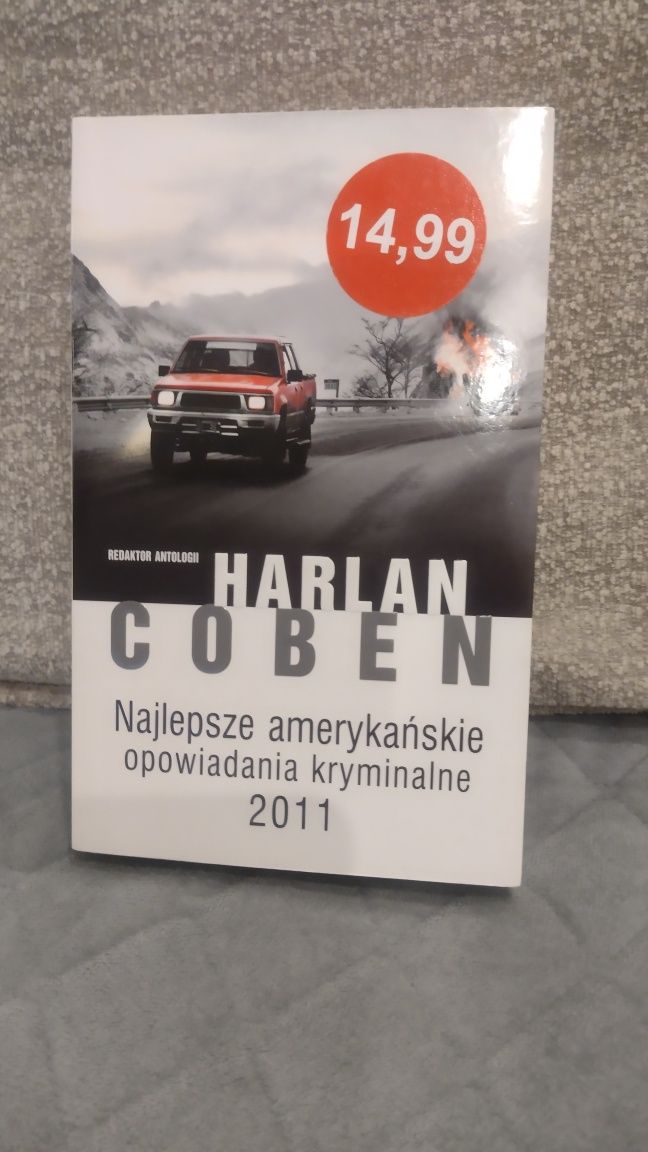 14,99
REDAKTOR ANTOLOGII HARLAN
COBEN
Najlepsze amerykańskie
opowiadania kryminalne
2011